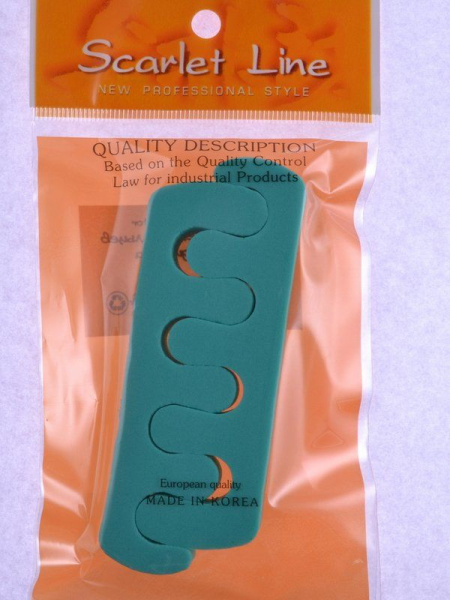 Scarlet Line
NEW PROFESSIONAL STYLE
QUALITY DESCRIPTION
Based on the Quality Control
Law for industrial Products
European quality
MADE IN KOREA